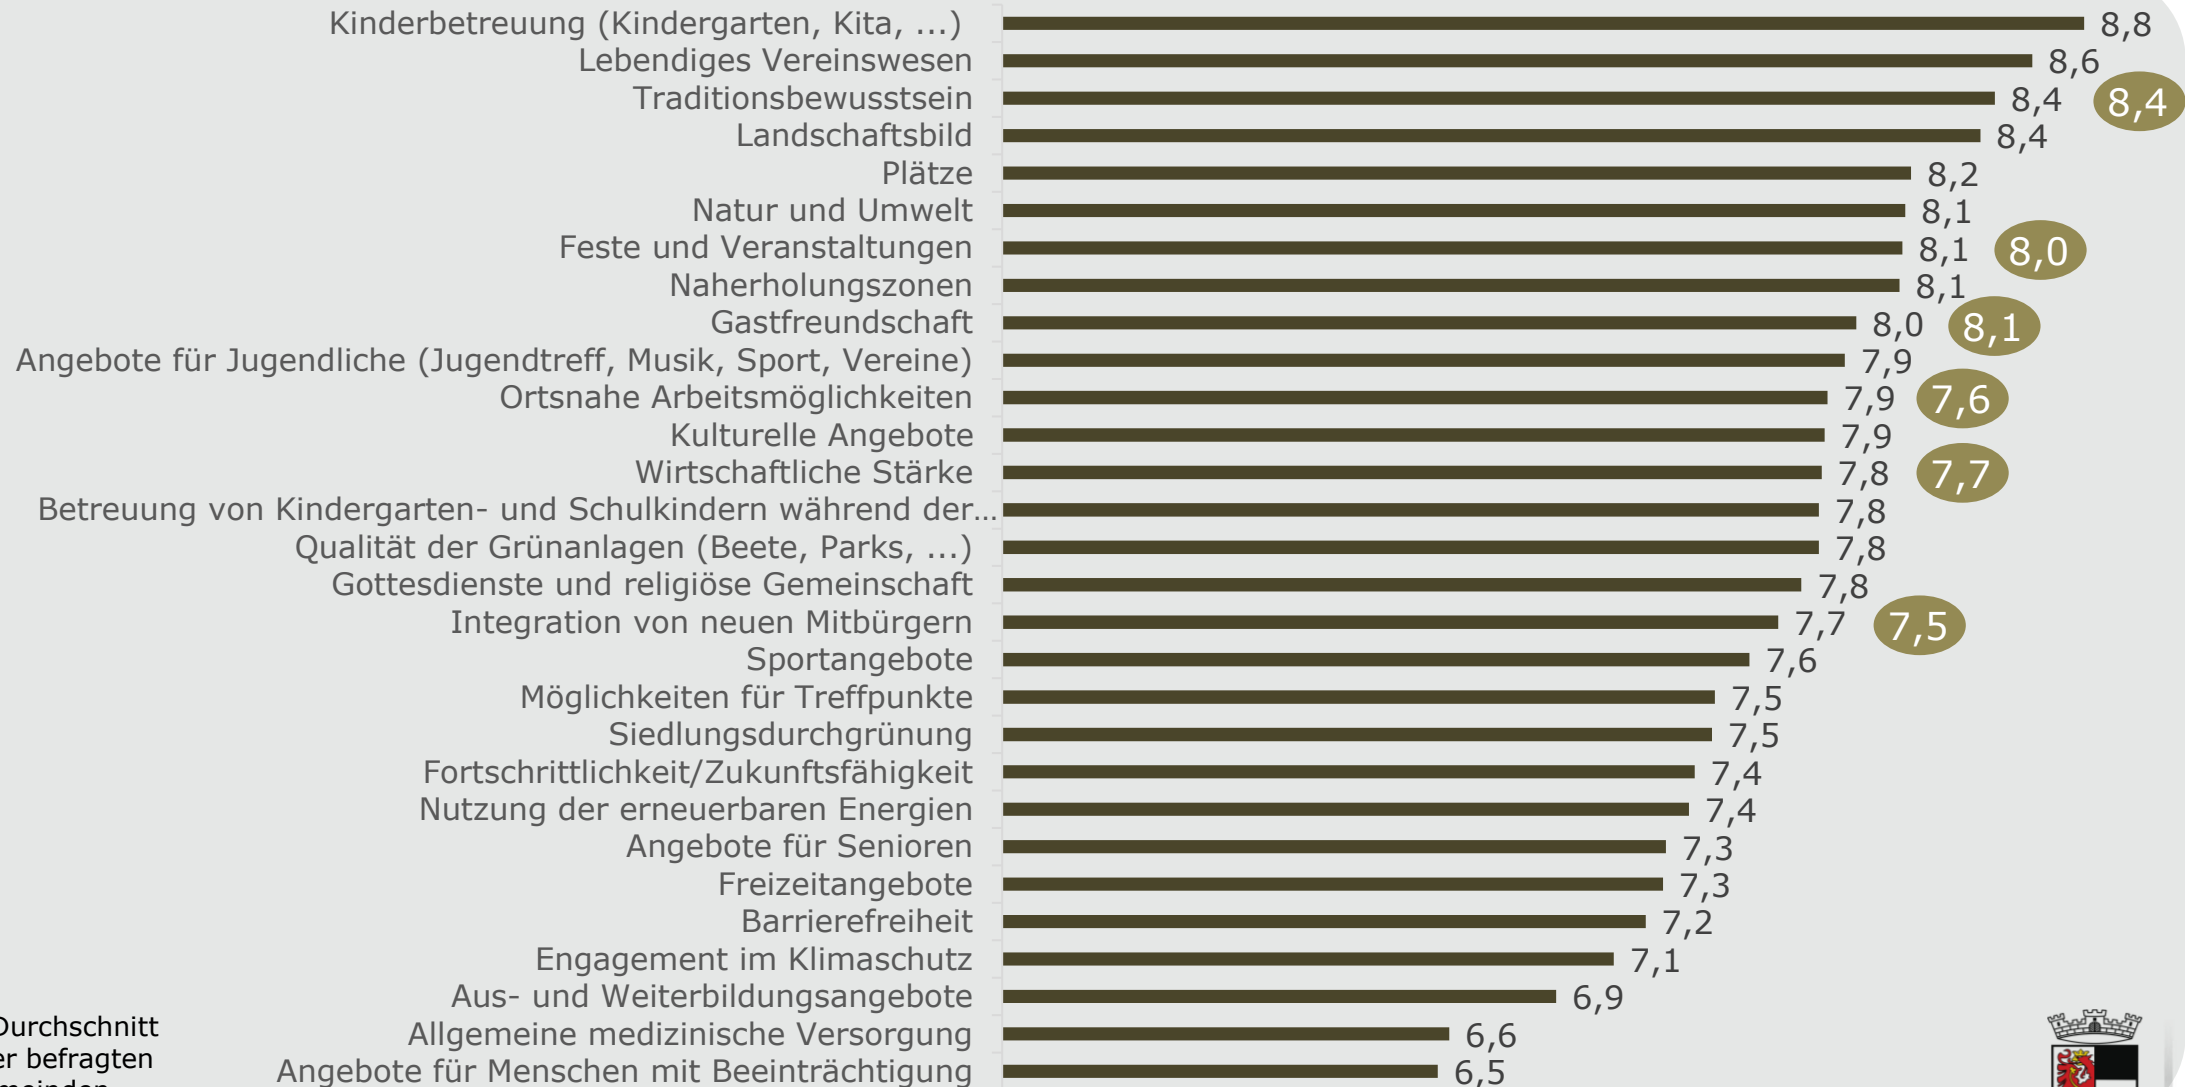 Kinderbetreuung (Kindergarten, Kita, ...) 8,8
Lebendiges Vereinswesen 8,6
Traditionsbewusstsein 8,4 8,4
Landschaftsbild 8,4
Plätze 8,2
Natur und Umwelt 8,1
Feste und Veranstaltungen 8,1 8,0
Naherholungszonen 8,1
Gastfreundschaft 8,0 8,1
Angebote für Jugendliche (Jugendtreff, Musik, Sport, Vereine) 7,9
Ortsnahe Arbeitsmöglichkeiten 7,9 7,6
Kulturelle Angebote 7,9
Wirtschaftliche Stärke 7,8 7,7
Betreuung von Kindergarten- und Schulkindern während der... 7,8
Qualität der Grünanlagen (Beete, Parks, ...) 7,8
Gottesdienste und religiöse Gemeinschaft 7,8
Integration von neuen Mitbürgern 7,7 7,5
Sportangebote 7,6
Möglichkeiten für Treffpunkte 7,5
Siedlungsdurchgrünung 7,5
Fortschrittlichkeit/Zukunftsfähigkeit 7,4
Nutzung der erneuerbaren Energien 7,4
Angebote für Senioren 7,3
Freizeitangebote 7,3
Barrierefreiheit 7,2
Engagement im Klimaschutz 7,1
Aus- und Weiterbildungsangebote 6,9
Allgemeine medizinische Versorgung 6,6
Angebote für Menschen mit Beeinträchtigung 6,5
Durchschnitt
er befragten